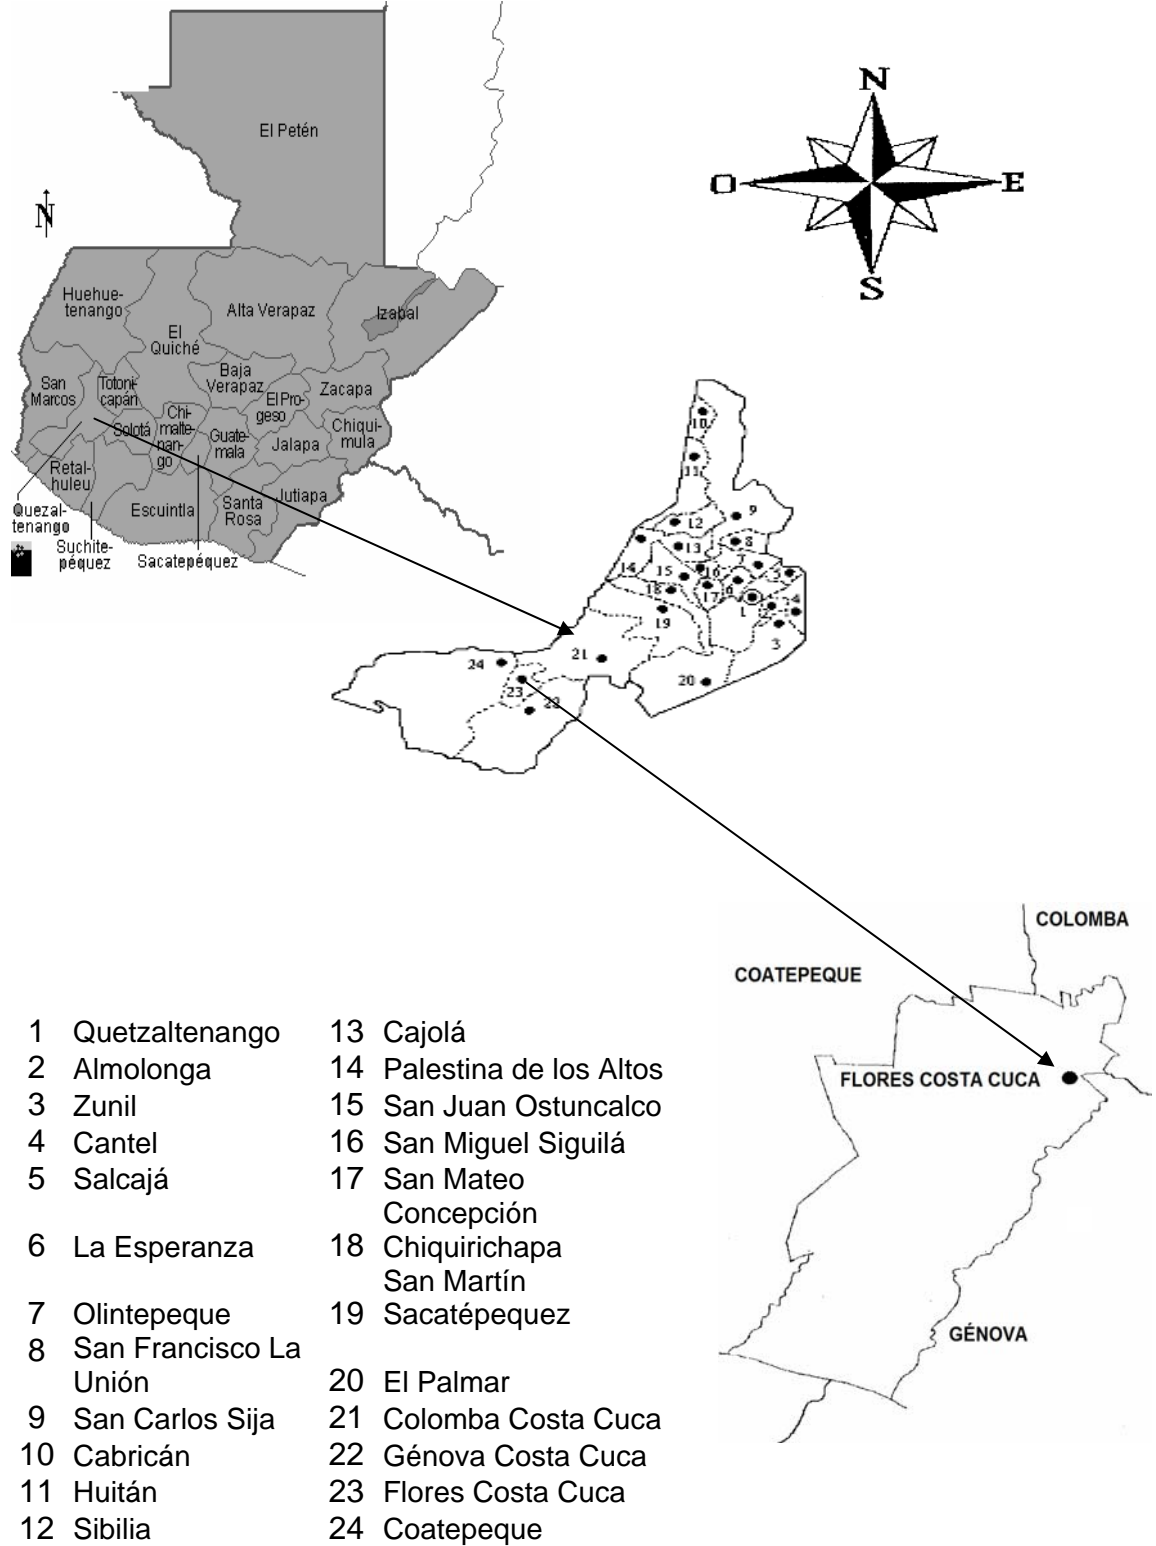 El Petén
N
Huehue-
tenango
Alta Verapaz
Izabal
El
Quiché
Baja
Verapaz
San
Marcos
Totoni-
capán
El Pro-
geso
Zacapa
Sololá
Chi-
malte-
nan-
go
Guate-
mala
Jalapa
Chiqui-
mula
Retal-
huleu
Escuintla
Santa
Rosa
Jutiapa
Quezal-
tenango
Suchite-
péquez
Sacatepéquez
N
O
E
S
10
11
9
12
13
8
7
14
15
16
5
6
18
17
4
1
2
19
3
21
24
20
23
22
COLOMBA
COATEPEQUE
FLORES COSTA CUCA
GÉNOVA
1 Quetzaltenango 13 Cajolá
2 Almolonga 14 Palestina de los Altos
3 Zunil 15 San Juan Ostuncalco
4 Cantel 16 San Miguel Siguilá
5 Salcajá 17 San Mateo
Concepción
6 La Esperanza 18 Chiquirichapa
San Martín
7 Olintepeque 19 Sacatépequez
8 San Francisco La
Unión 20 El Palmar
9 San Carlos Sija 21 Colomba Costa Cuca
10 Cabricán 22 Génova Costa Cuca
11 Huitán 23 Flores Costa Cuca
12 Sibilia 24 Coatepeque